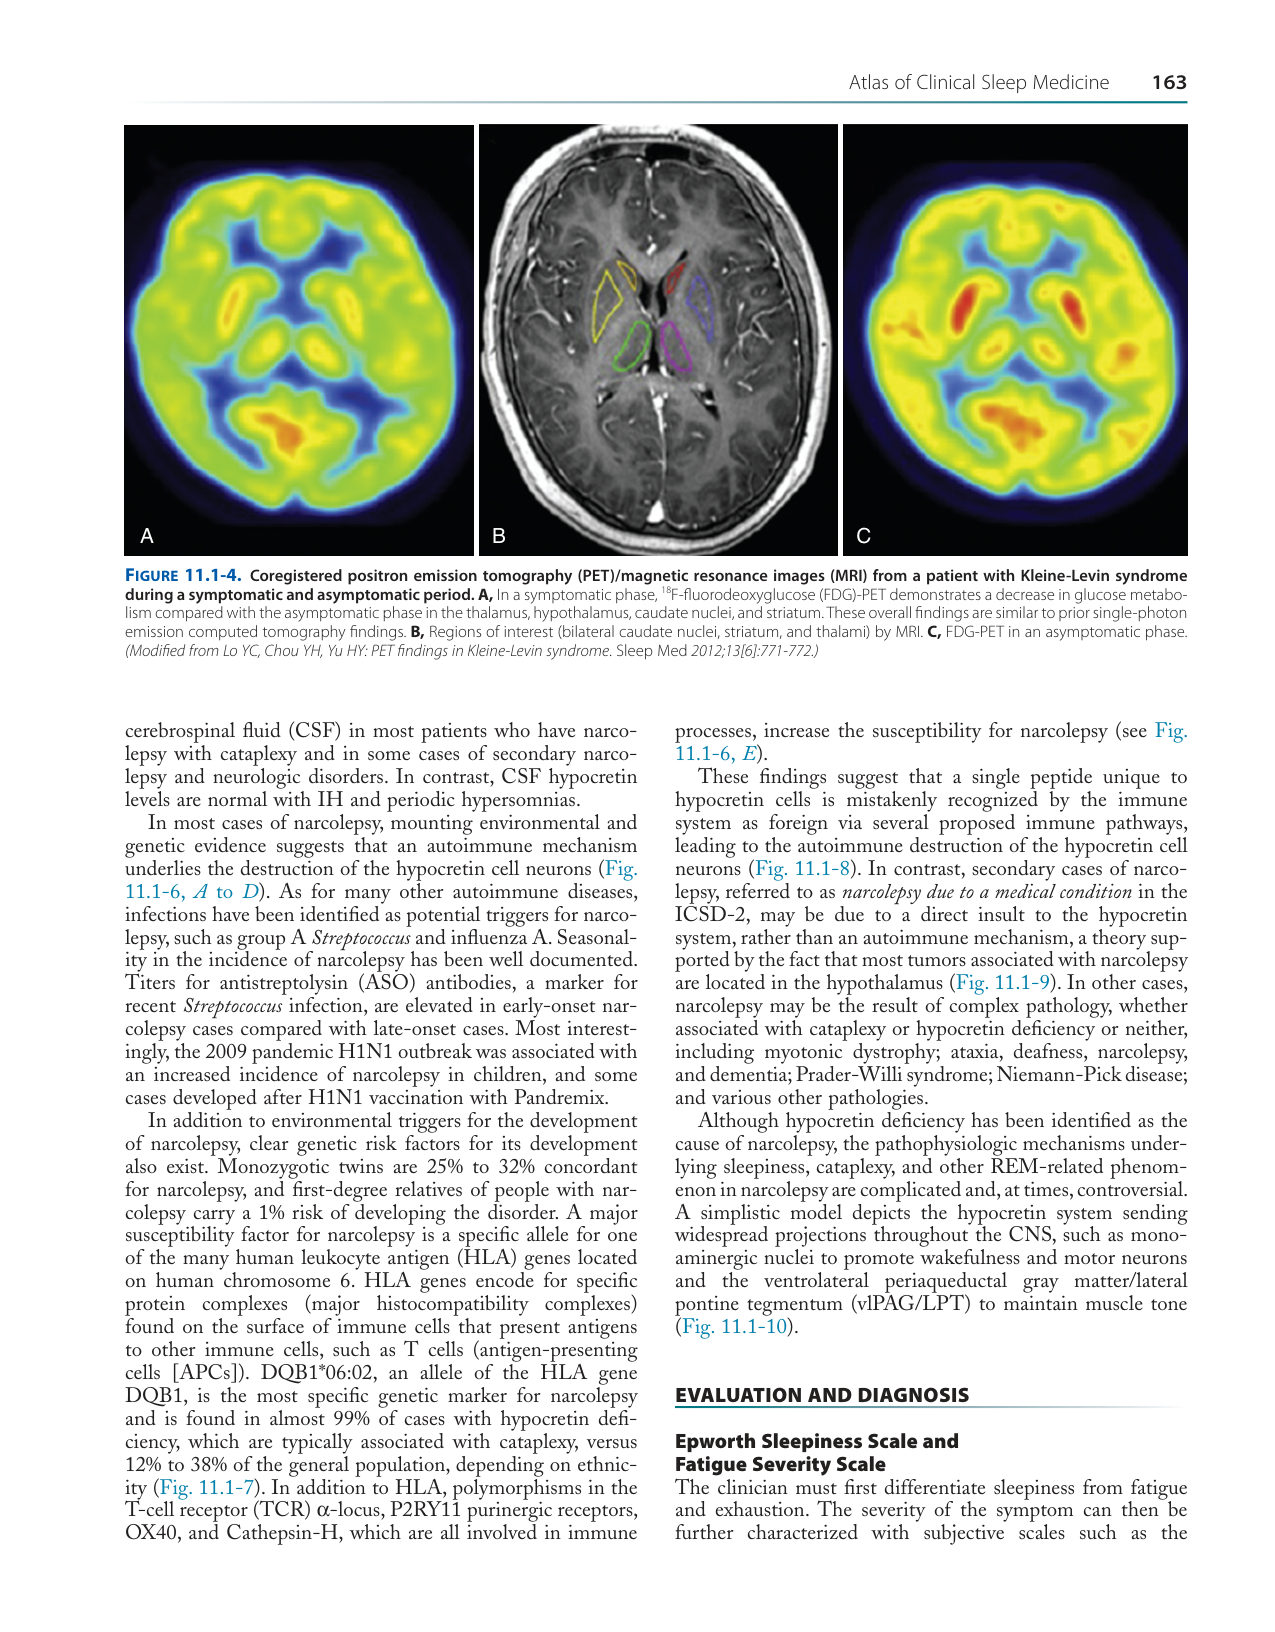 Atlas of Clinical Sleep Medicine 163
A
B
C
FIGURE 11.1-4. Coregistered positron emission tomography (PET)/magnetic resonance images (MRI) from a patient with Kleine-Levin syndrome
during a symptomatic and asymptomatic period. A, In a symptomatic phase, 18F-fluorodeoxyglucose (FDG)-PET demonstrates a decrease in glucose metabo-
lism compared with the asymptomatic phase in the thalamus, hypothalamus, caudate nuclei, and striatum. These overall findings are similar to prior single-photon
emission computed tomography findings. B, Regions of interest (bilateral caudate nuclei, striatum, and thalami) by MRI. C, FDG-PET in an asymptomatic phase.
(Modified from Lo YC, Chou YH, Yu HY: PET findings in Kleine-Levin syndrome. Sleep Med 2012;13[6]:771-772.)
cerebrospinal fluid (CSF) in most patients who have narco-
lepsy with cataplexy and in some cases of secondary narco-
lepsy and neurologic disorders. In contrast, CSF hypocretin
levels are normal with IH and periodic hypersomnias.
In most cases of narcolepsy, mounting environmental and
genetic evidence suggests that an autoimmune mechanism
underlies the destruction of the hypocretin cell neurons (Fig.
11.1-6, A to D). As for many other autoimmune diseases,
infections have been identified as potential triggers for narco-
lepsy, such as group A Streptococcus and influenza A. Seasonal-
ity in the incidence of narcolepsy has been well documented.
Titers for antistreptolysin (ASO) antibodies, a marker for
recent Streptococcus infection, are elevated in early-onset nar-
colepsy cases compared with late-onset cases. Most interest-
ingly, the 2009 pandemic H1N1 outbreak was associated with
an increased incidence of narcolepsy in children, and some
cases developed after H1N1 vaccination with Pandremix.
In addition to environmental triggers for the development
of narcolepsy, clear genetic risk factors for its development
also exist. Monozygotic twins are 25% to 32% concordant
for narcolepsy, and first-degree relatives of people with nar-
colepsy carry a 1% risk of developing the disorder. A major
susceptibility factor for narcolepsy is a specific allele for one
of the many human leukocyte antigen (HLA) genes located
on human chromosome 6. HLA genes encode for specific
protein complexes (major histocompatibility complexes)
found on the surface of immune cells that present antigens
to other immune cells, such as T cells (antigen-presenting
cells [APCs]). DQB1*06:02, an allele of the HLA gene
DQB1, is the most specific genetic marker for narcolepsy
and is found in almost 99% of cases with hypocretin defi-
ciency, which are typically associated with cataplexy, versus
12% to 38% of the general population, depending on ethnic-
ity (Fig. 11.1-7). In addition to HLA, polymorphisms in the
T-cell receptor (TCR) α-locus, P2RY11 purinergic receptors,
OX40, and Cathepsin-H, which are all involved in immune
processes, increase the susceptibility for narcolepsy (see Fig.
11.1-6, E).
These findings suggest that a single peptide unique to
hypocretin cells is mistakenly recognized by the immune
system as foreign via several proposed immune pathways,
leading to the autoimmune destruction of the hypocretin cell
neurons (Fig. 11.1-8). In contrast, secondary cases of narco-
lepsy, referred to as narcolepsy due to a medical condition in the
ICSD-2, may be due to a direct insult to the hypocretin
system, rather than an autoimmune mechanism, a theory sup-
ported by the fact that most tumors associated with narcolepsy
are located in the hypothalamus (Fig. 11.1-9). In other cases,
narcolepsy may be the result of complex pathology, whether
associated with cataplexy or hypocretin deficiency or neither,
including myotonic dystrophy; ataxia, deafness, narcolepsy,
and dementia; Prader-Willi syndrome; Niemann-Pick disease;
and various other pathologies.
Although hypocretin deficiency has been identified as the
cause of narcolepsy, the pathophysiologic mechanisms under-
lying sleepiness, cataplexy, and other REM-related phenom-
enon in narcolepsy are complicated and, at times, controversial.
A simplistic model depicts the hypocretin system sending
widespread projections throughout the CNS, such as mono-
aminergic nuclei to promote wakefulness and motor neurons
and the ventrolateral periaqueductal gray matter/lateral
pontine tegmentum (vlPAG/LPT) to maintain muscle tone
(Fig. 11.1-10).
EVALUATION AND DIAGNOSIS
Epworth Sleepiness Scale and
Fatigue Severity Scale
The clinician must first differentiate sleepiness from fatigue
and exhaustion. The severity of the symptom can then be
further characterized with subjective scales such as the